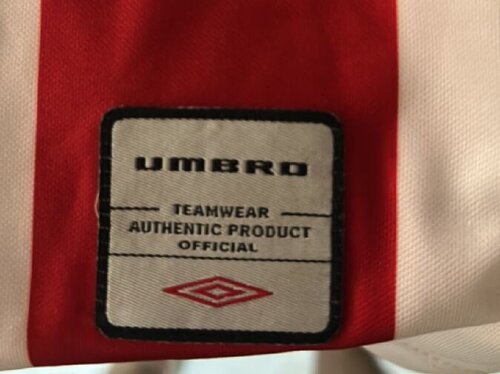 UMBRO
TEAMWEAR
AUTHENTIC PRODUCT
OFFICIAL